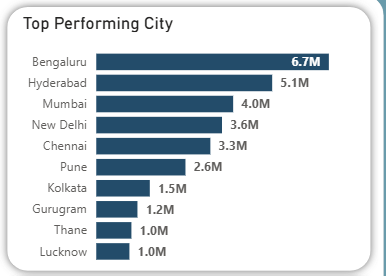 Top Performing City
Bengaluru 6.7M
Hyderabad 5.1M
Mumbai 4.0M
New Delhi 3.6M
Chennai 3.3M
Pune 2.6M
Kolkata 1.5M
Gurugram 1.2M
Thane 1.0M
Lucknow 1.0M